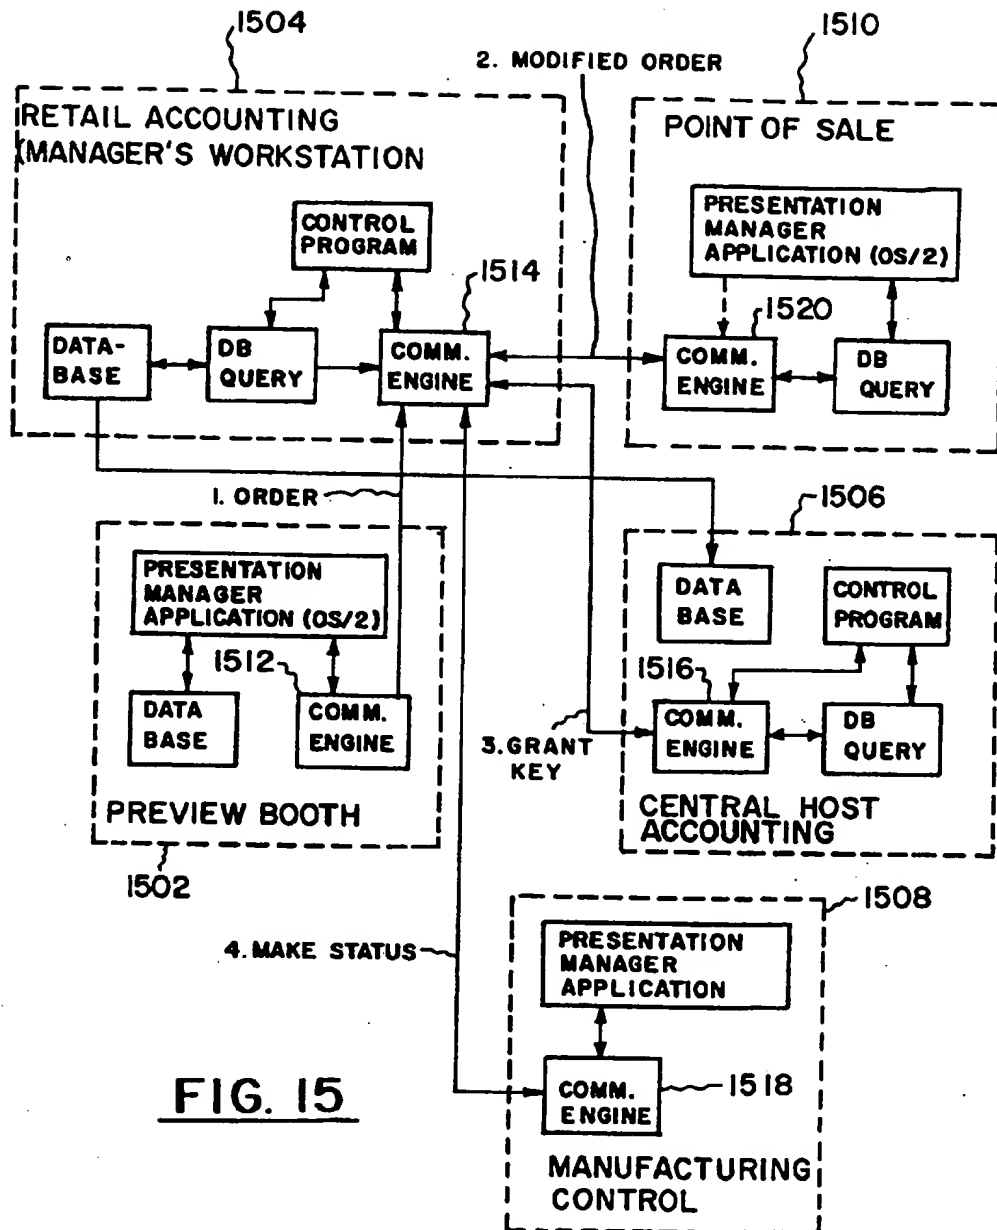 1504
1510
2. MODIFIED ORDER
RETAIL ACCOUNTING
(MANAGER'S WORKSTATION
POINT OF SALE
CONTROL
PROGRAM
1514
PRESENTATION
MANAGER
APPLICATION (OS/2)
1520
DATA-
BASE
DB
QUERY
COMM.
ENGINE
COMM.
ENGINE
DB
QUERY
1. ORDER
1506
PRESENTATION
MANAGER
APPLICATION (OS/2)
DATA
BASE
CONTROL
PROGRAM
1512
1516
DATA
BASE
COMM.
ENGINE
3. GRANT
KEY
COMM.
ENGINE
DB
QUERY
PREVIEW BOOTH
CENTRAL HOST
ACCOUNTING
1502
1508
4. MAKE STATUS
PRESENTATION
MANAGER
APPLICATION
COMM.
ENGINE
1518
FIG. 15
MANUFACTURING
CONTROL